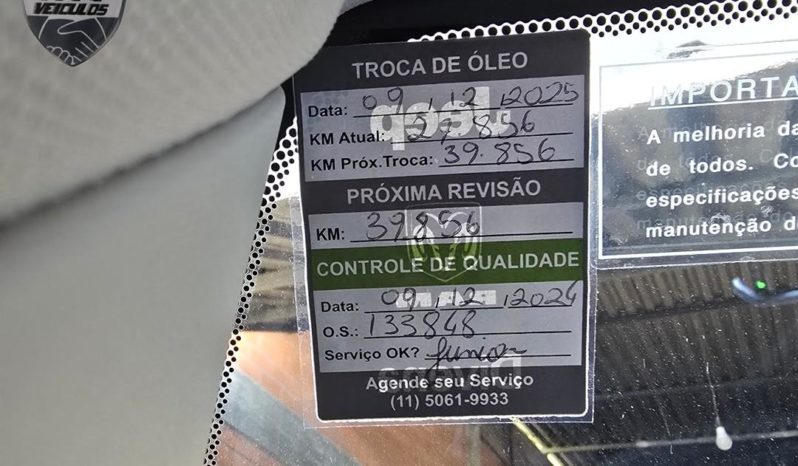 VEICULOS
TROCA DE ÓLEO
Data: 09, 12, 2025
KM Atual: 27.856
KM Próx.Troca: 39.856
PRÓXIMA REVISÃO
KM: 39.856
CONTROLE DE QUALIDADE
Data: 09, 12, 2024
O.S.: 133848
Serviço OK? Junior
Agende seu Serviço
(11) 5061-9933
IMPORTA
A melhoria da
de todos. Co
especificações
manutenção d